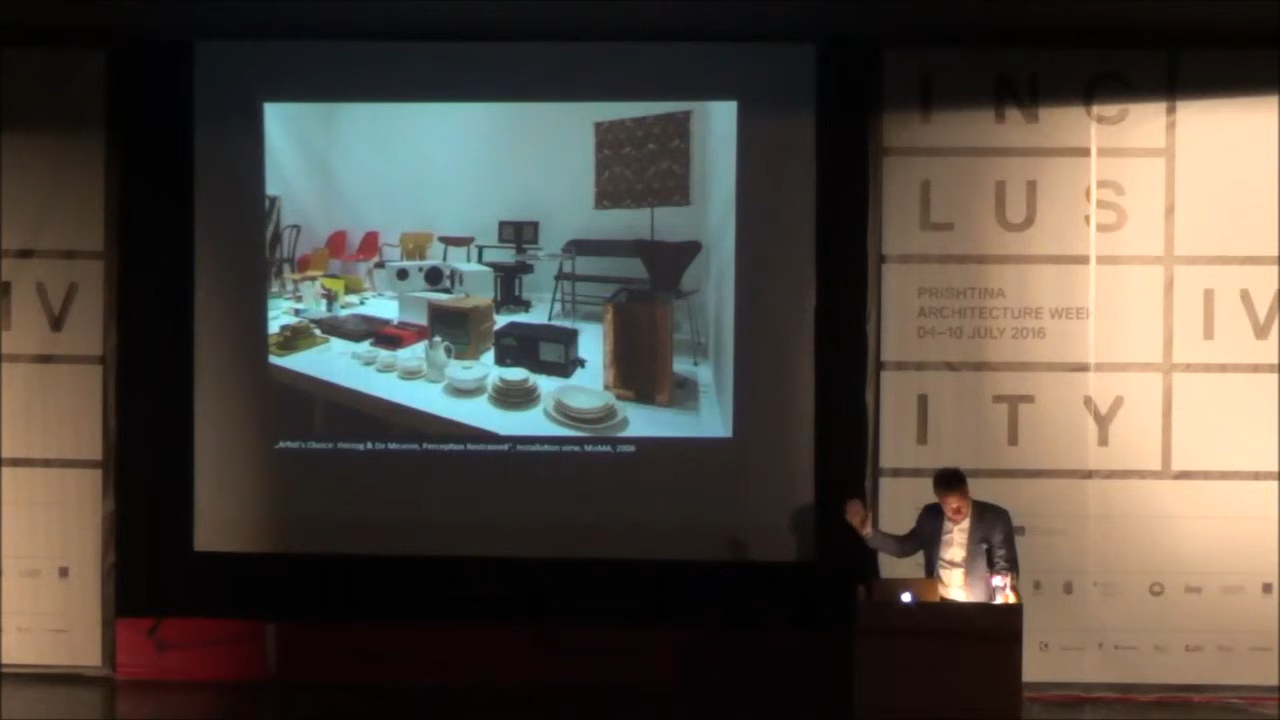 IV
„Artist's Choice: Herzog & De Meuron, Perception Restrained". Installation view, MoMA, 2006
INC
LUS
PRISHTINA
ARCHITECTURE WEEK
04–10 JULY 2016
IV
ITY